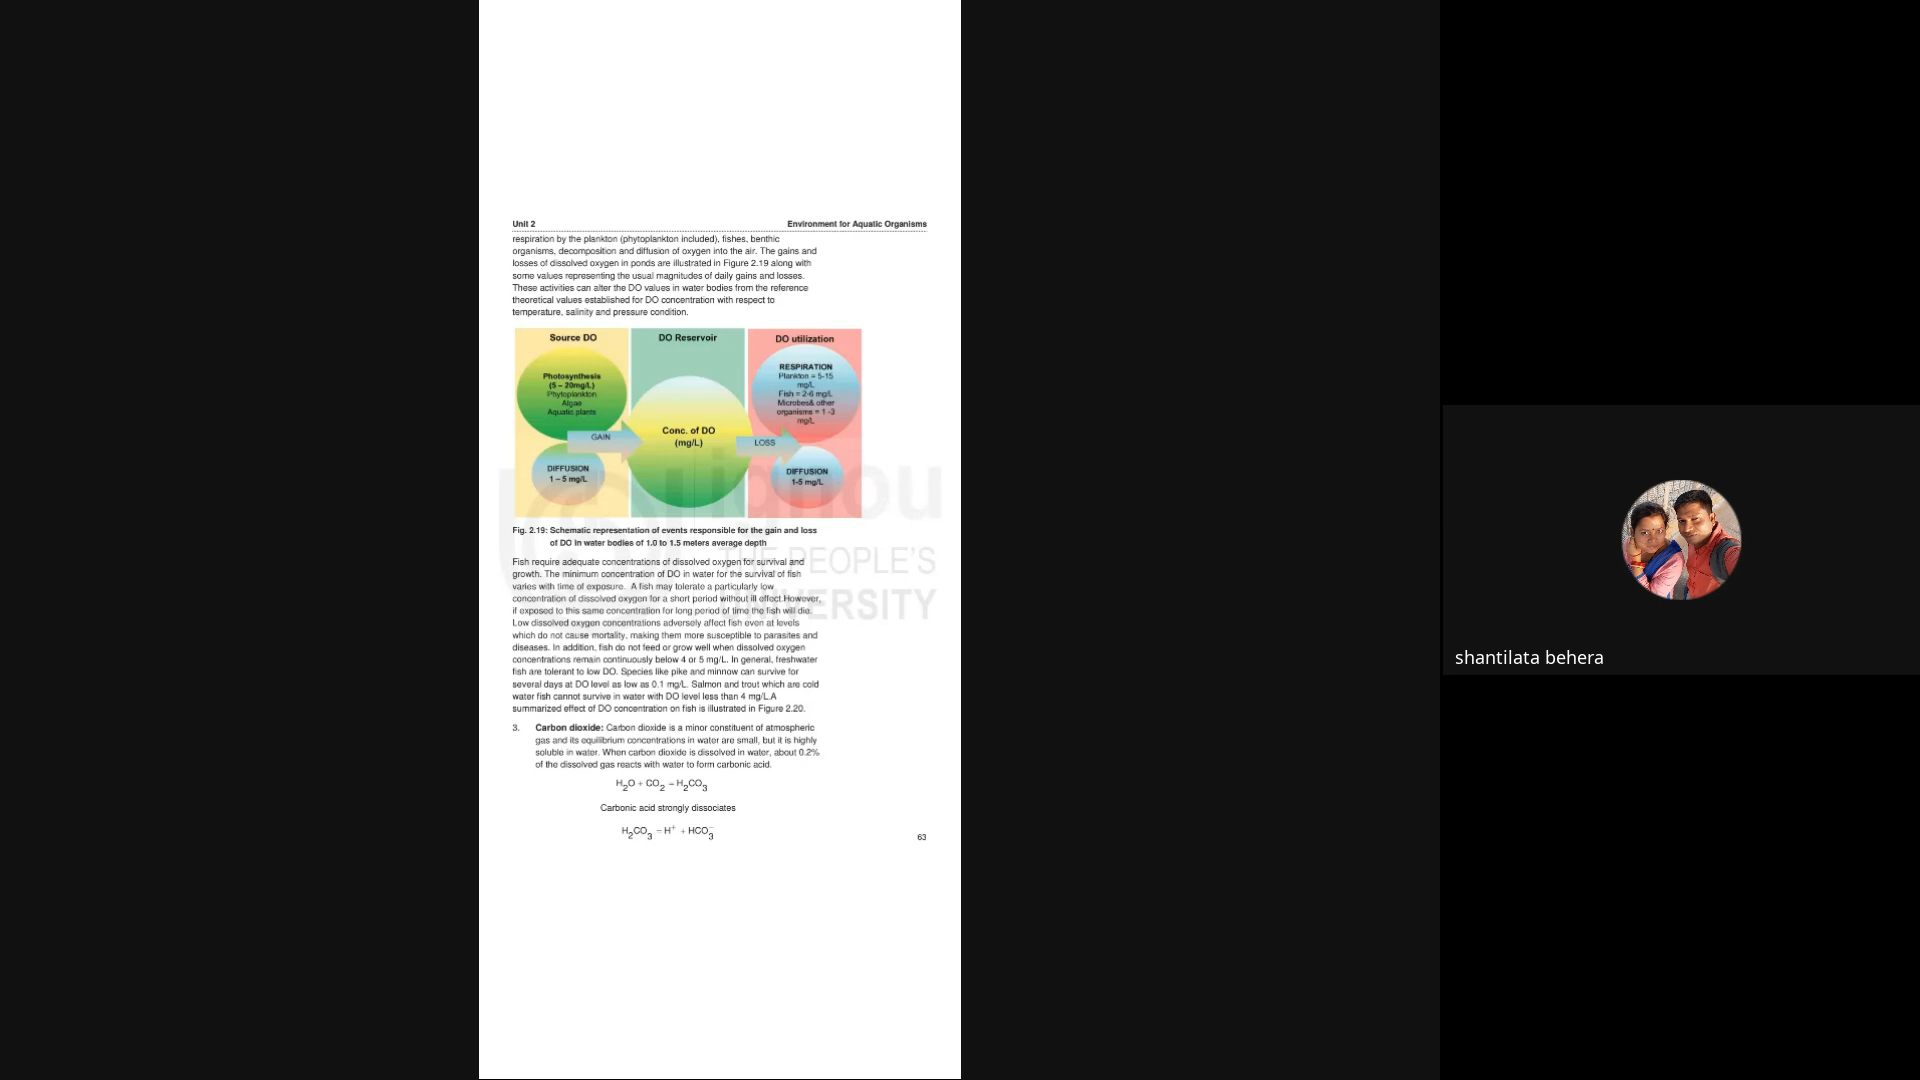 Unit 2
Environment for Aquatic Organisms
respiration by the plankton (phytoplankton included), fishes, benthic
organisms, decomposition and diffusion of oxygen into the air. The gains and
losses of dissolved oxygen in ponds are illustrated in Figure 2.19 along with
some values representing the usual magnitudes of daily gains and losses.
These activities can alter the DO values in water bodies from the reference
theoretical values established for DO concentration with respect to
temperature, salinity and pressure condition.
Source DO
Photosynthesis
(5 – 20mg/L)
Phytoplankton
Algae
Aquatic plants
GAIN
DIFFUSION
1 – 5 mg/L
DO Reservoir
Conc. of DO
(mg/L)
DO utilization
RESPIRATION
Plankton = 5-15
mg/L
Fish = 2-6 mg/L
Microbes& other
organisms = 1 -3
mg/L
LOSS
DIFFUSION
1-5 mg/L
Fig. 2.19: Schematic representation of events responsible for the gain and loss
of DO in water bodies of 1.0 to 1.5 meters average depth
Fish require adequate concentrations of dissolved oxygen for survival and
growth. The minimum concentration of DO in water for the survival of fish
varies with time of exposure. A fish may tolerate a particularly low
concentration of dissolved oxygen for a short period without ill effect.However,
if exposed to this same concentration for long period of time the fish will die.
Low dissolved oxygen concentrations adversely affect fish even at levels
which do not cause mortality, making them more susceptible to parasites and
diseases. In addition, fish do not feed or grow well when dissolved oxygen
concentrations remain continuously below 4 or 5 mg/L. In general, freshwater
fish are tolerant to low DO. Species like pike and minnow can survive for
several days at DO level as low as 0.1 mg/L. Salmon and trout which are cold
water fish cannot survive in water with DO level less than 4 mg/L.A
summarized effect of DO concentration on fish is illustrated in Figure 2.20.
3. Carbon dioxide: Carbon dioxide is a minor constituent of atmospheric
gas and its equilibrium concentrations in water are small, but it is highly
soluble in water. When carbon dioxide is dissolved in water, about 0.2%
of the dissolved gas reacts with water to form carbonic acid.
H₂O + CO₂ = H₂CO₃
Carbonic acid strongly dissociates
H₂CO₃ = H⁺ + HCO₃⁻
63
ignou
THE PEOPLE'S
UNIVERSITY
shantilata behera